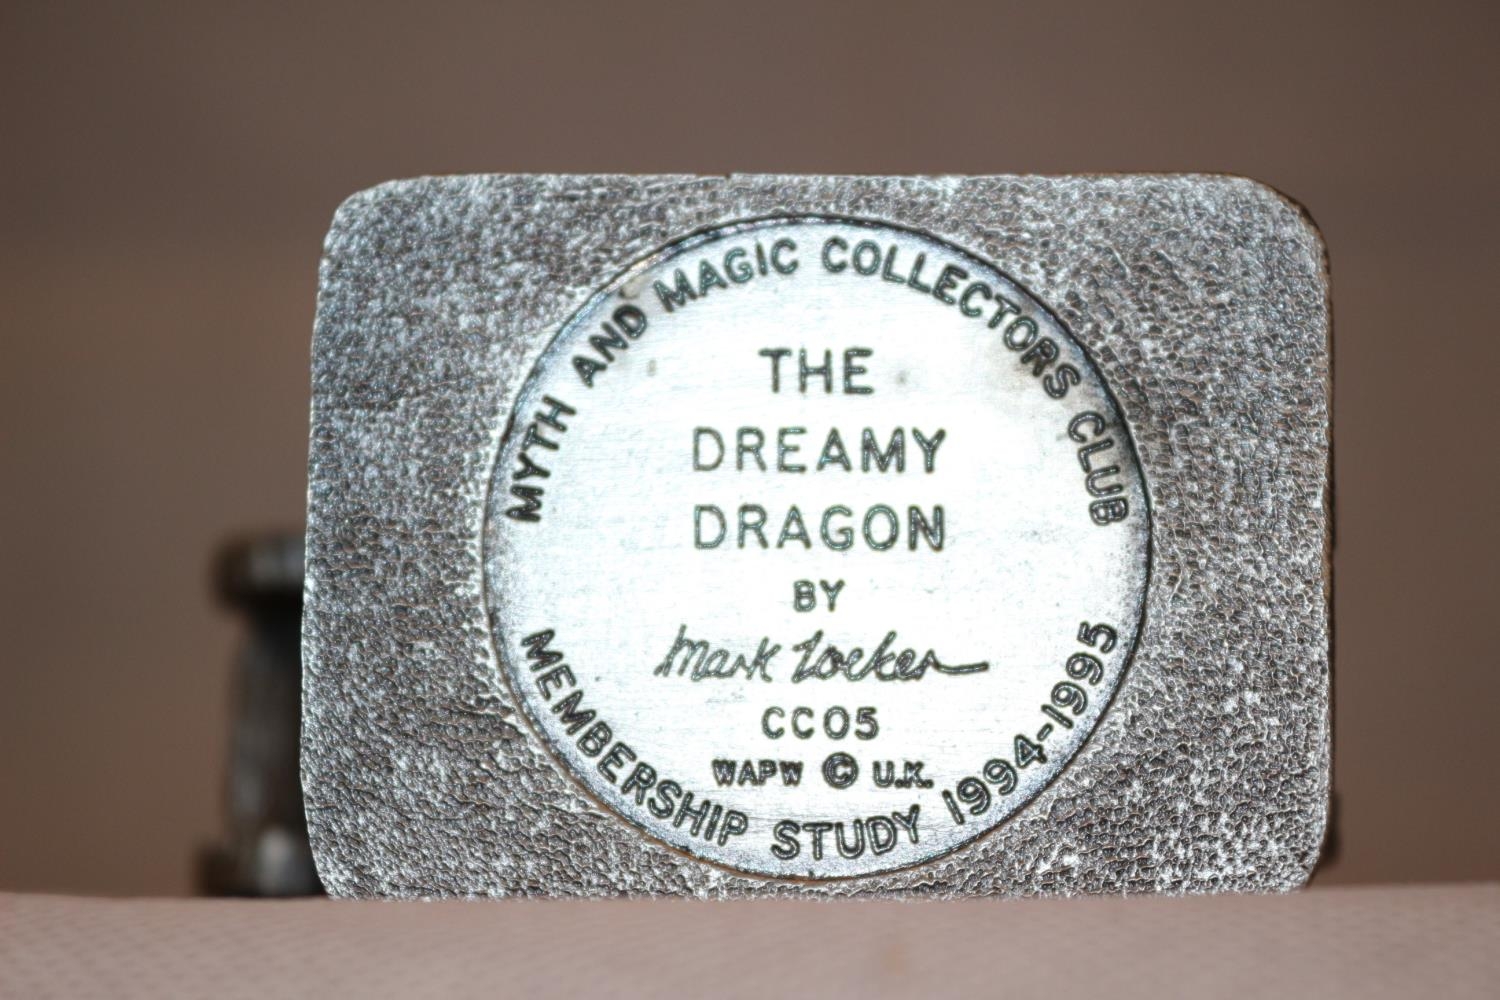 MYTH AND MAGIC COLLECTORS CLUB
THE
DREAMY
DRAGON
BY
Mark Locker
CC05
WAPW © U.K.
MEMBERSHIP STUDY 1994-1995